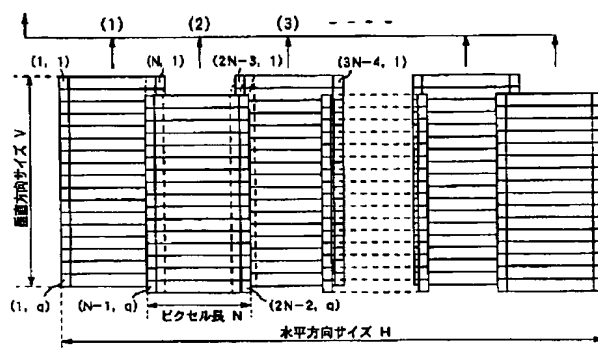 (1) (2) (3)
(1, 1) (N, 1) (2N-3, 1) (3N-4, 1)
垂直方向サイズ V
(1, q) (N-1, q) (2N-2, q)
ピクセル長 N
水平方向サイズ H